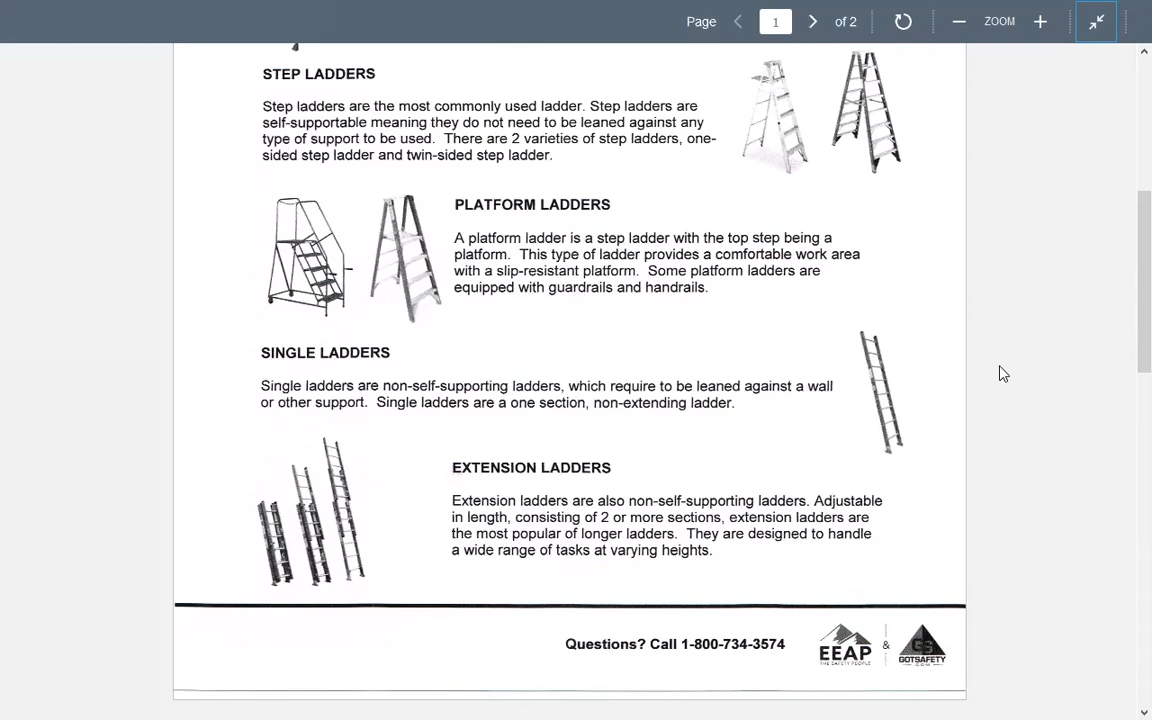 Page 1 of 2 ZOOM
STEP LADDERS
Step ladders are the most commonly used ladder. Step ladders are
self-supportable meaning they do not need to be leaned against any
type of support to be used. There are 2 varieties of step ladders, one-
sided step ladder and twin-sided step ladder.
PLATFORM LADDERS
A platform ladder is a step ladder with the top step being a
platform. This type of ladder provides a comfortable work area
with a slip-resistant platform. Some platform ladders are
equipped with guardrails and handrails.
SINGLE LADDERS
Single ladders are non-self-supporting ladders, which require to be leaned against a wall
or other support. Single ladders are a one section, non-extending ladder.
EXTENSION LADDERS
Extension ladders are also non-self-supporting ladders. Adjustable
in length, consisting of 2 or more sections, extension ladders are
the most popular of longer ladders. They are designed to handle
a wide range of tasks at varying heights.
Questions? Call 1-800-734-3574
EEAP
THE SAFETY PEOPLE
&
GS
GOTSAFETY
.COM